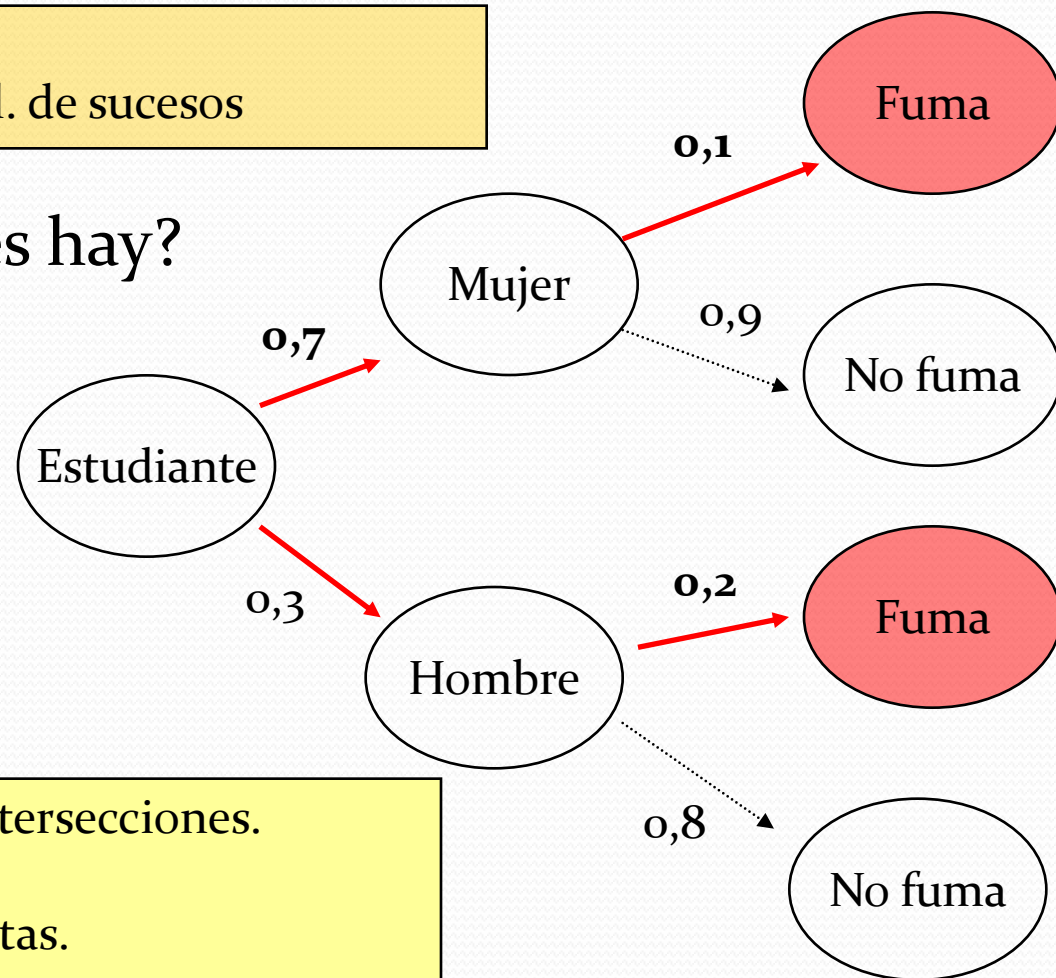 l. de sucesos
es hay?
0,1
Fuma
Mujer
0,9
0,7
No fuma
Estudiante
0,3
0,2
Fuma
Hombre
0,8
No fuma
tersecciones.
tas.